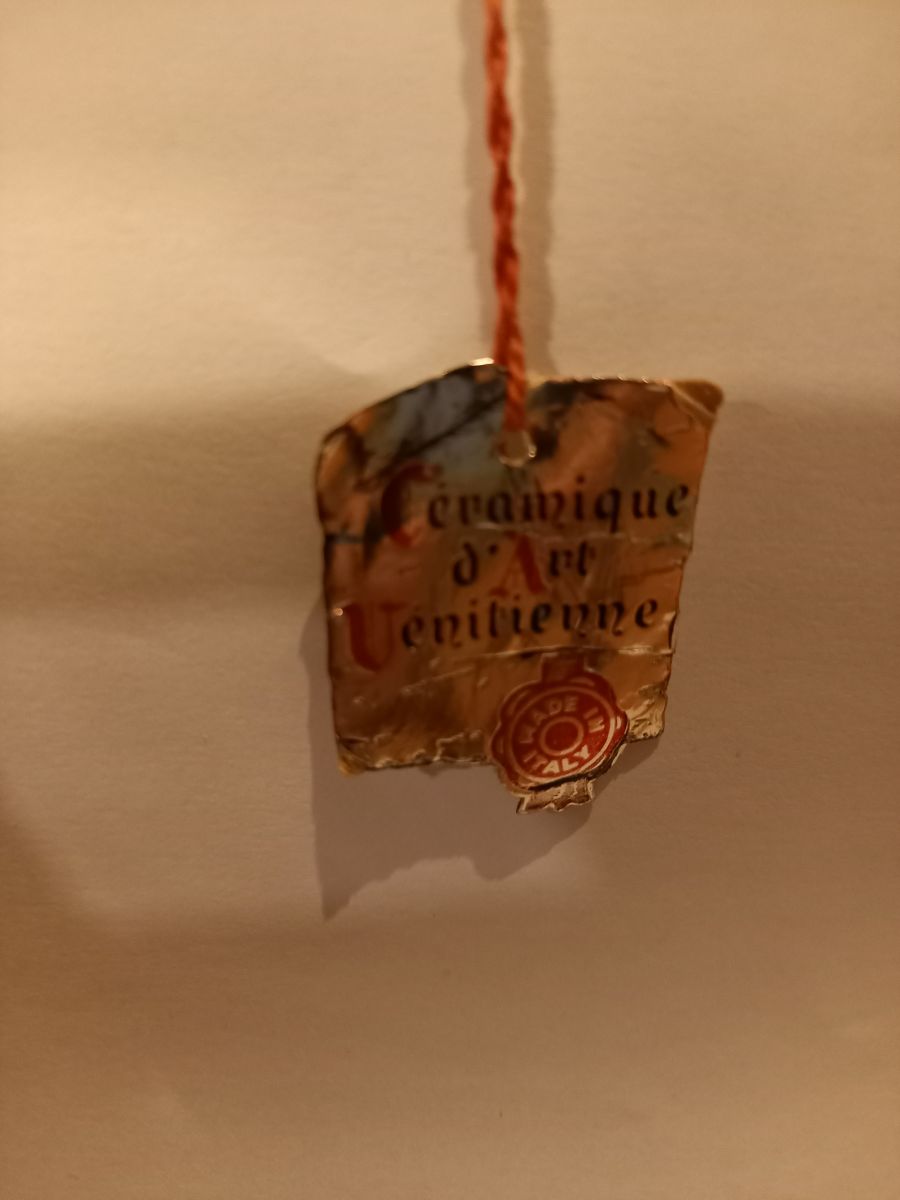 Céramique
d'Art
Vénitienne
MADE IN
ITALY